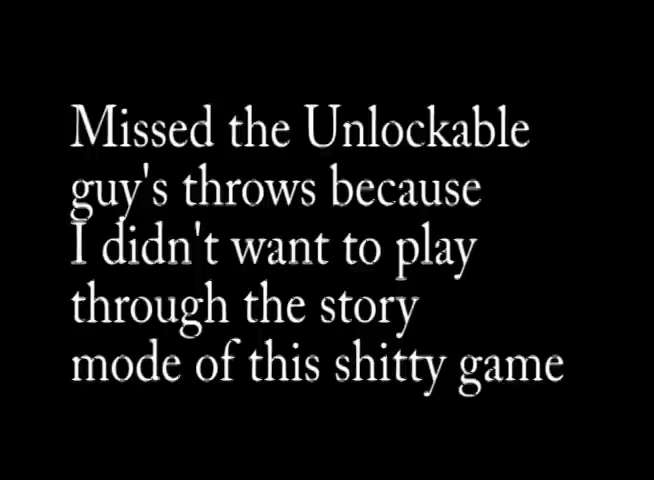 Missed the Unlockable
guy's throws because
I didn't want to play
through the story
mode of this shitty game